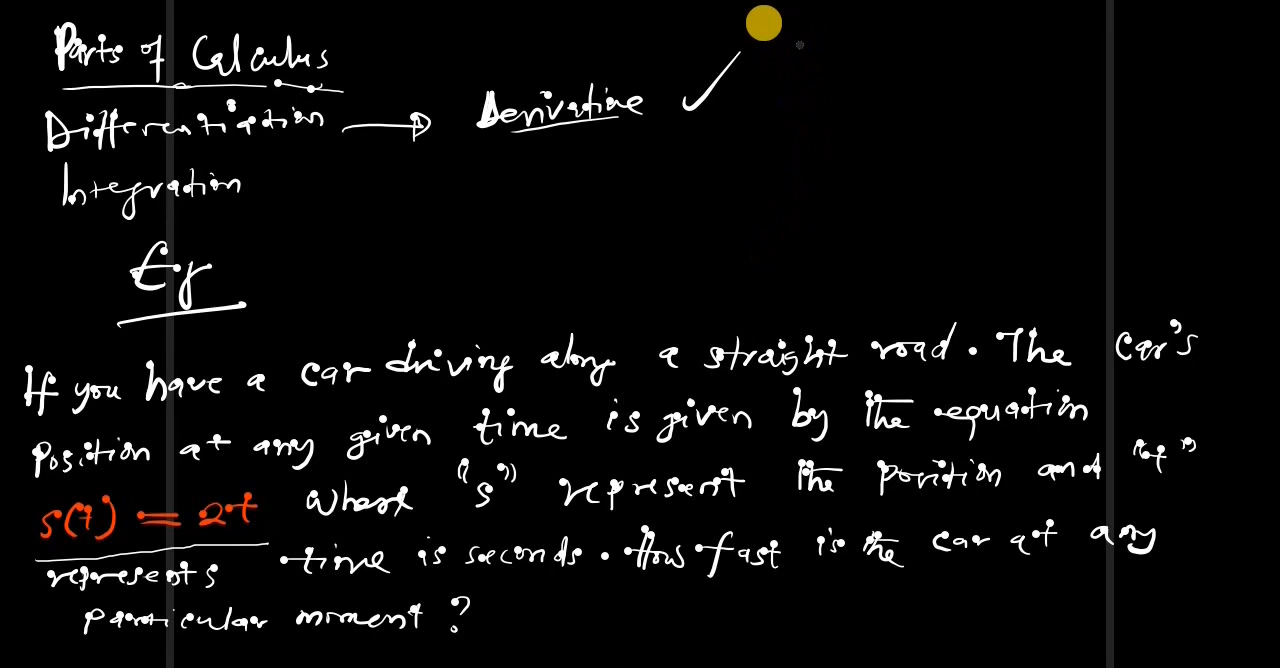 Parts of Calculus
Differentiation → Derivative ✓
Integration
Eg
If you have a car driving along a straight road. The car's
position at any given time is given by the equation
s(t) = 2t where "s" represent the position and "t"
represents time is seconds. How fast is the car at any
particular moment?